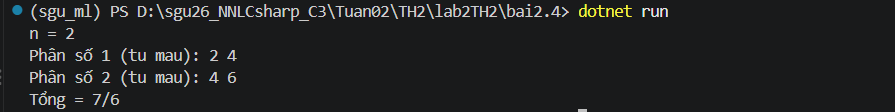 (sgu_ml) PS D:\sgu26_NNLCsharp_C3\Tuan02\TH2\lab2TH2\bai2.4> dotnet run
n = 2
Phân số 1 (tu mau): 2 4
Phân số 2 (tu mau): 4 6
Tổng = 7/6